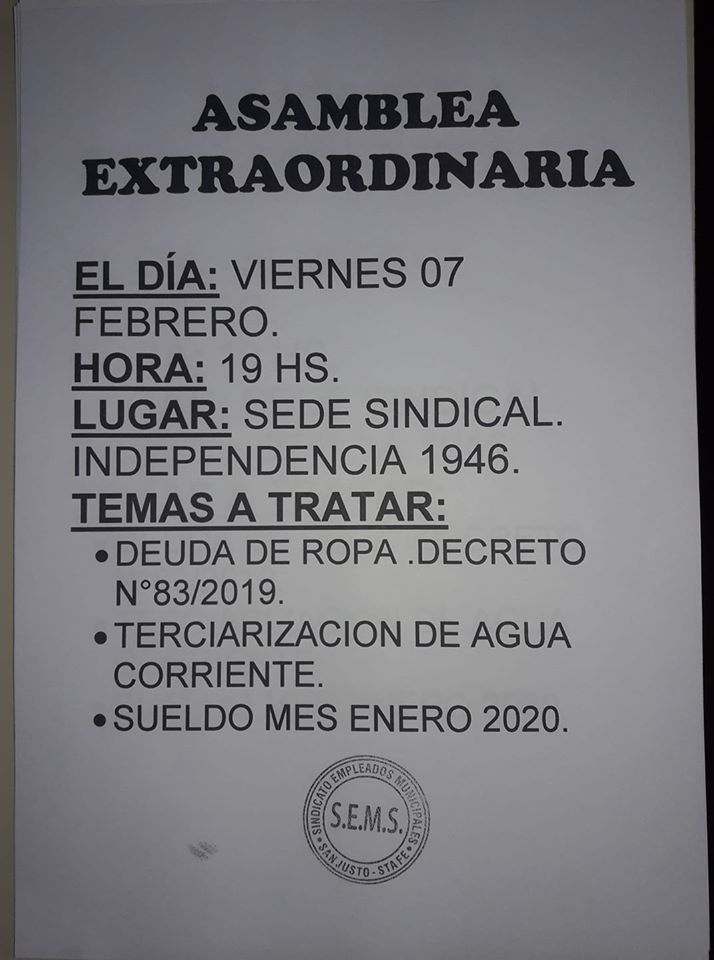 ASAMBLEA
EXTRAORDINARIA
EL DÍA: VIERNES 07
FEBRERO.
HORA: 19 HS.
LUGAR: SEDE SINDICAL.
INDEPENDENCIA 1946.
TEMAS A TRATAR:
• DEUDA DE ROPA .DECRETO
N°83/2019.
• TERCIARIZACION DE AGUA
CORRIENTE.
• SUELDO MES ENERO 2020.
SINDICATO EMPLEADOS MUNICIPALES
S.E.M.S.
• SAN JUSTO - STA FE •